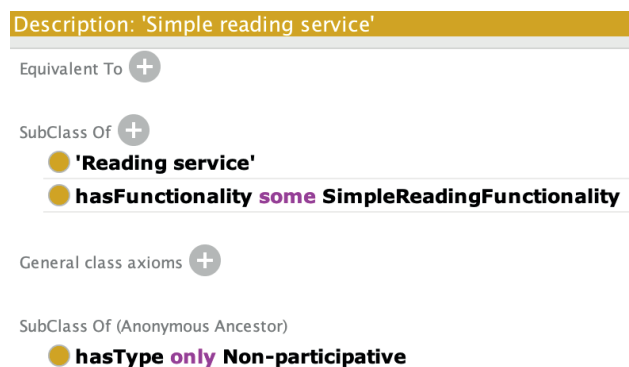 Description: 'Simple reading service'
Equivalent To +
SubClass Of +
'Reading service'
hasFunctionality some SimpleReadingFunctionality
General class axioms +
SubClass Of (Anonymous Ancestor)
hasType only Non-participative